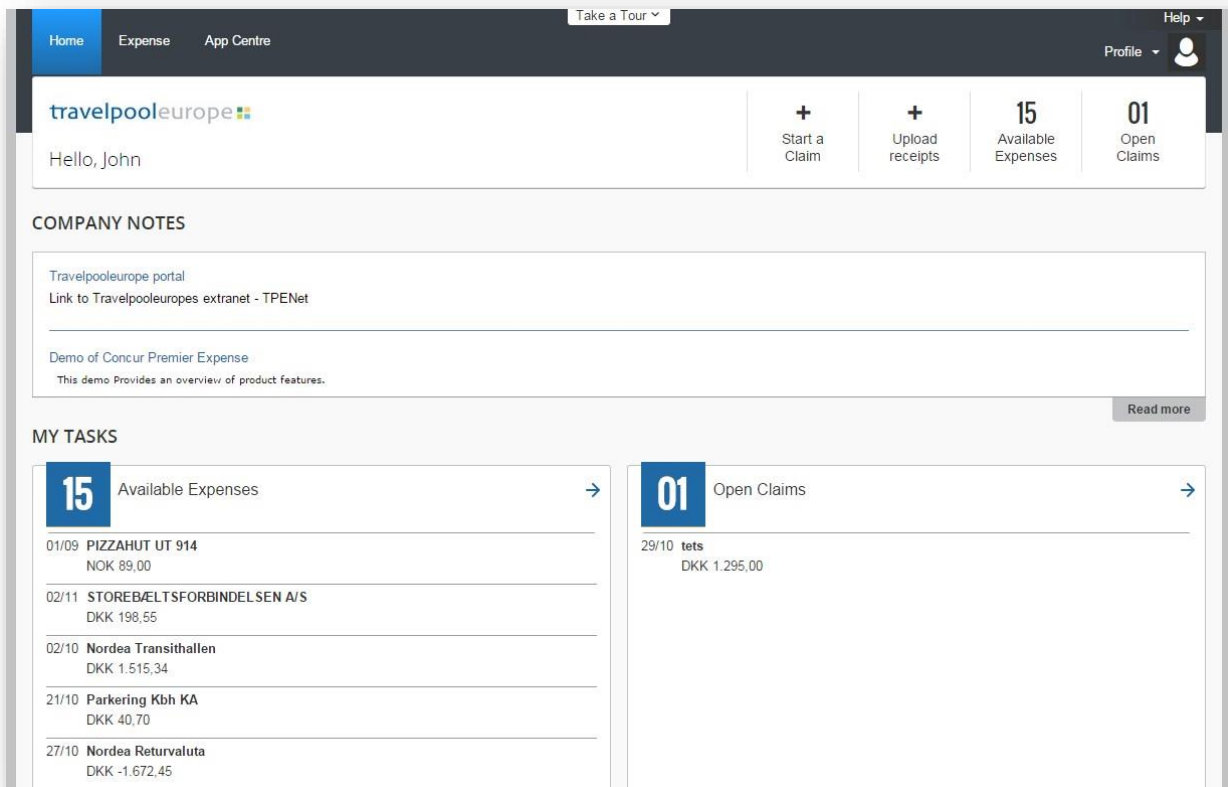 Take a Tour
Help
Home Expense App Centre
Profile
travelpooleurope
Hello, John
+ Start a Claim
+ Upload receipts
15 Available Expenses
01 Open Claims
COMPANY NOTES
Travelpooleurope portal
Link to Travelpooleuropes extranet - TPENet
Demo of Concur Premier Expense
This demo Provides an overview of product features.
Read more
MY TASKS
15 Available Expenses
01/09 PIZZAHUT UT 914
NOK 89,00
02/11 STOREBÆLTSFORBINDELSEN A/S
DKK 198,55
02/10 Nordea Transithallen
DKK 1.515,34
21/10 Parkering Kbh KA
DKK 40,70
27/10 Nordea Returvaluta
DKK -1.672,45
01 Open Claims
29/10 tets
DKK 1.295,00